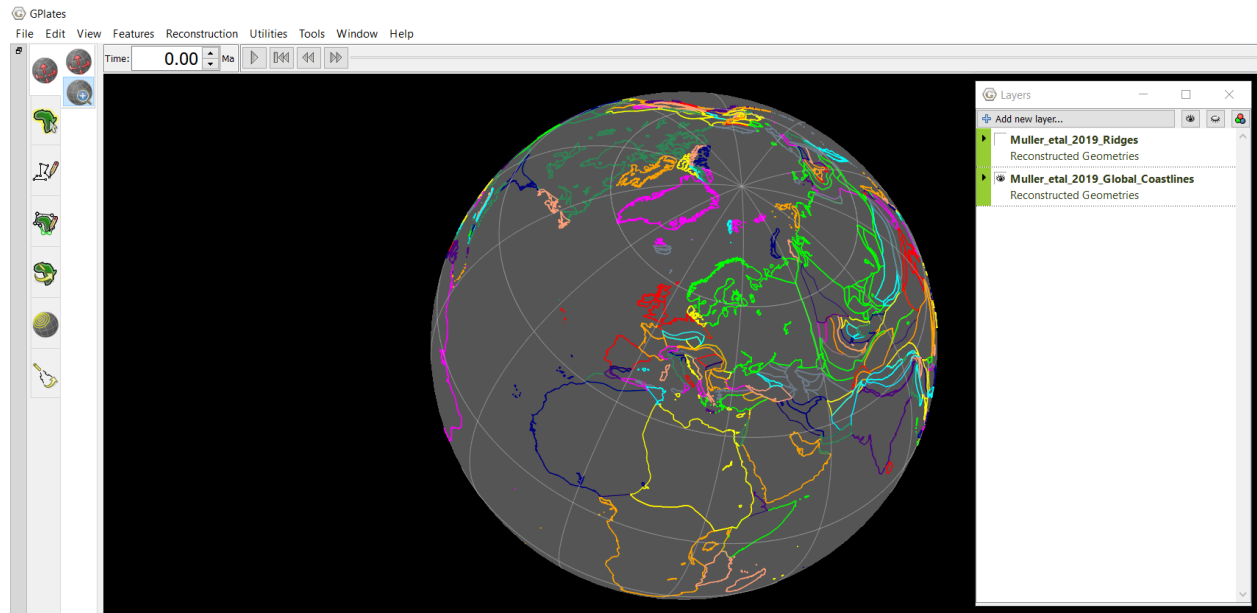 GPlates
File Edit View Features Reconstruction Utilities Tools Window Help
Time: 0.00 Ma
Layers
Add new layer...
Muller_etal_2019_Ridges
Reconstructed Geometries
Muller_etal_2019_Global_Coastlines
Reconstructed Geometries